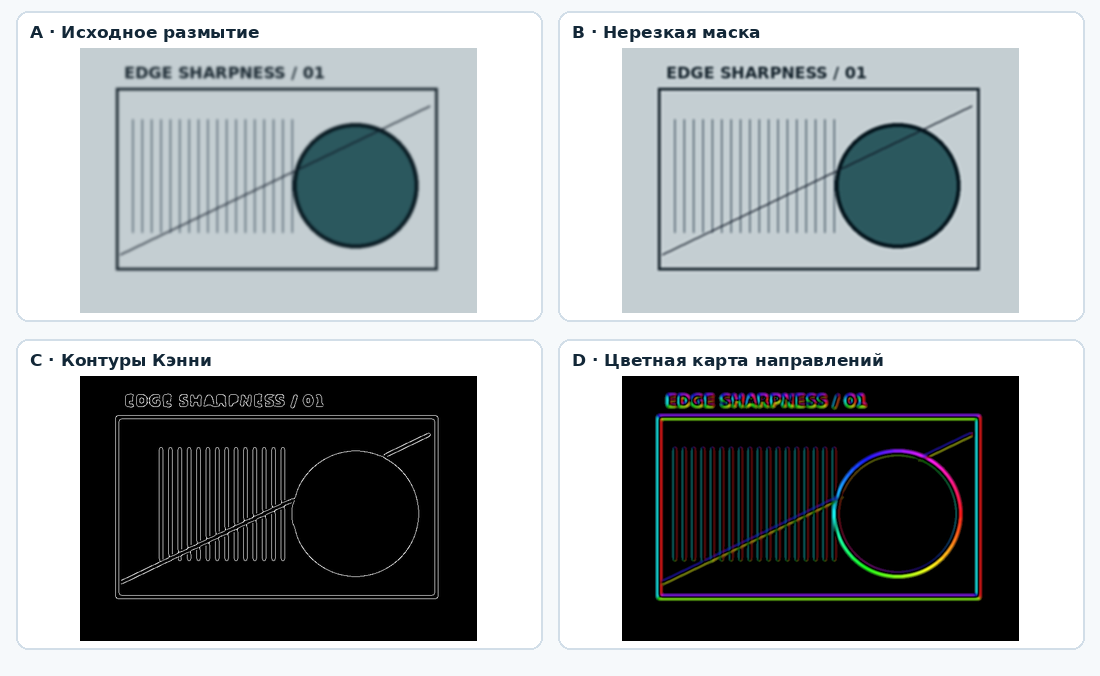 A · Исходное размытие
EDGE SHARPNESS / 01
B · Нерезкая маска
EDGE SHARPNESS / 01
C · Контуры Кэнни
EDGE SHARPNESS / 01
D · Цветная карта направлений
EDGE SHARPNESS / 01